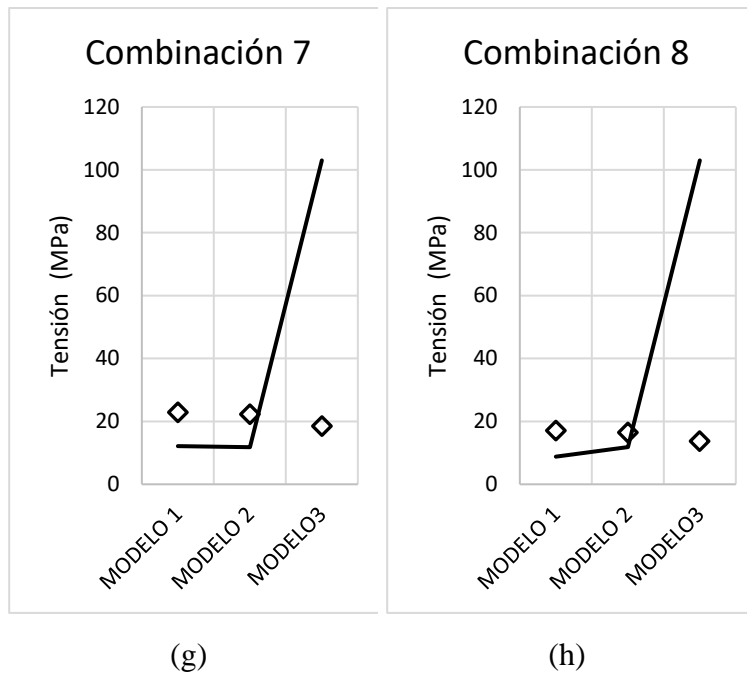 Combinación 7
Tensión (MPa)
120
100
80
60
40
20
0
MODELO 1
MODELO 2
MODELO3
(g)
Combinación 8
Tensión (MPa)
120
100
80
60
40
20
0
MODELO 1
MODELO 2
MODELO3
(h)